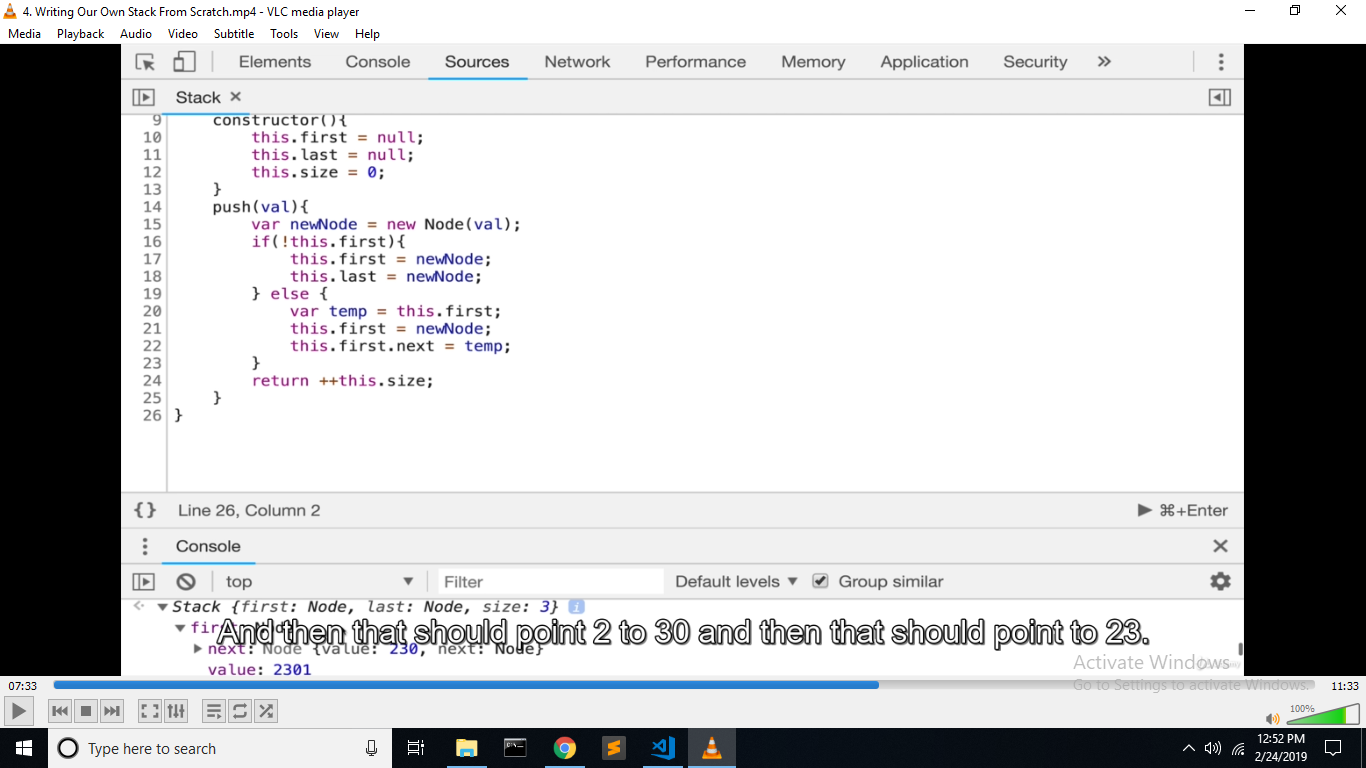 4. Writing Our Own Stack From Scratch.mp4 - VLC media player
Media Playback Audio Video Subtitle Tools View Help
Elements Console Sources Network Performance Memory Application Security »
Stack ×
9 constructor(){
10 this.first = null;
11 this.last = null;
12 this.size = 0;
13 }
14 push(val){
15 var newNode = new Node(val);
16 if(!this.first){
17 this.first = newNode;
18 this.last = newNode;
19 } else {
20 var temp = this.first;
21 this.first = newNode;
22 this.first.next = temp;
23 }
24 return ++this.size;
25 }
26 }
{} Line 26, Column 2 ⌘+Enter
Console
top Filter Default levels Group similar
Stack {first: Node, last: Node, size: 3} i
And then that should point 2 to 30 and then that should point to 23.
next: Node {value: 230, next: Node}
value: 2301
Activate Windows
Go to Settings to activate Windows.
07:33 11:33
100%
Type here to search
12:52 PM
2/24/2019